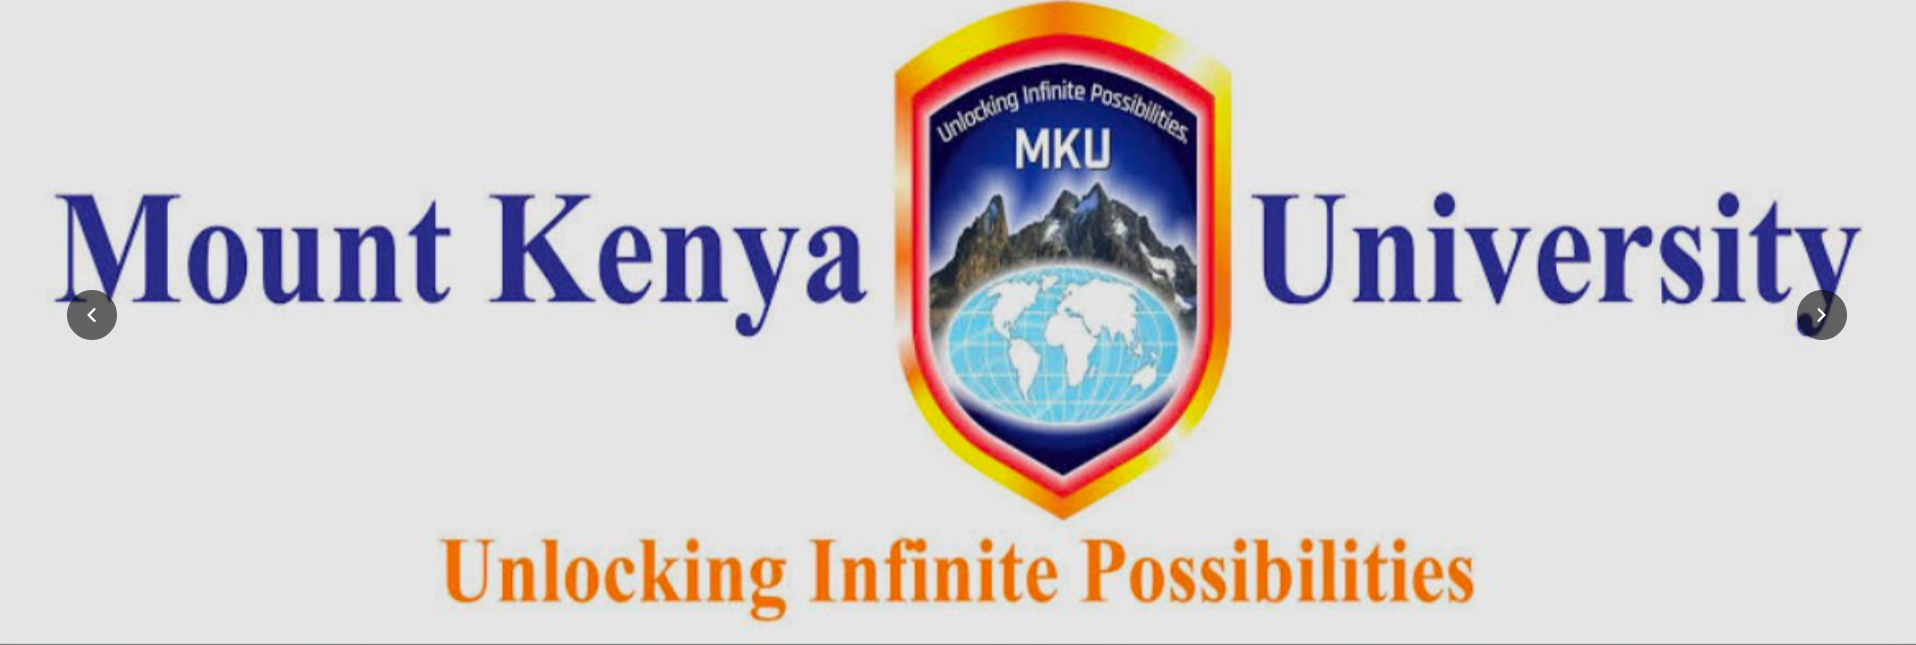 Unlocking Infinite Possibilities.
MKU
Mount Kenya University
Unlocking Infinite Possibilities